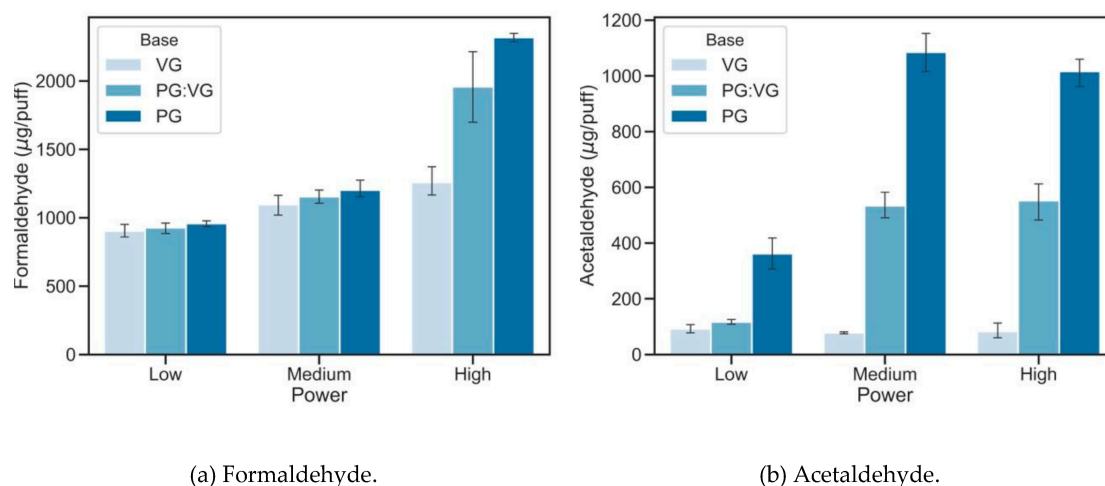 Base
VG
PG:VG
PG
2000
1500
1000
500
0
Formaldehyde (μg/puff)
Low Medium High
Power
(a) Formaldehyde.
Base
VG
PG:VG
PG
1200
1000
800
600
400
200
0
Acetaldehyde (μg/puff)
Low Medium High
Power
(b) Acetaldehyde.